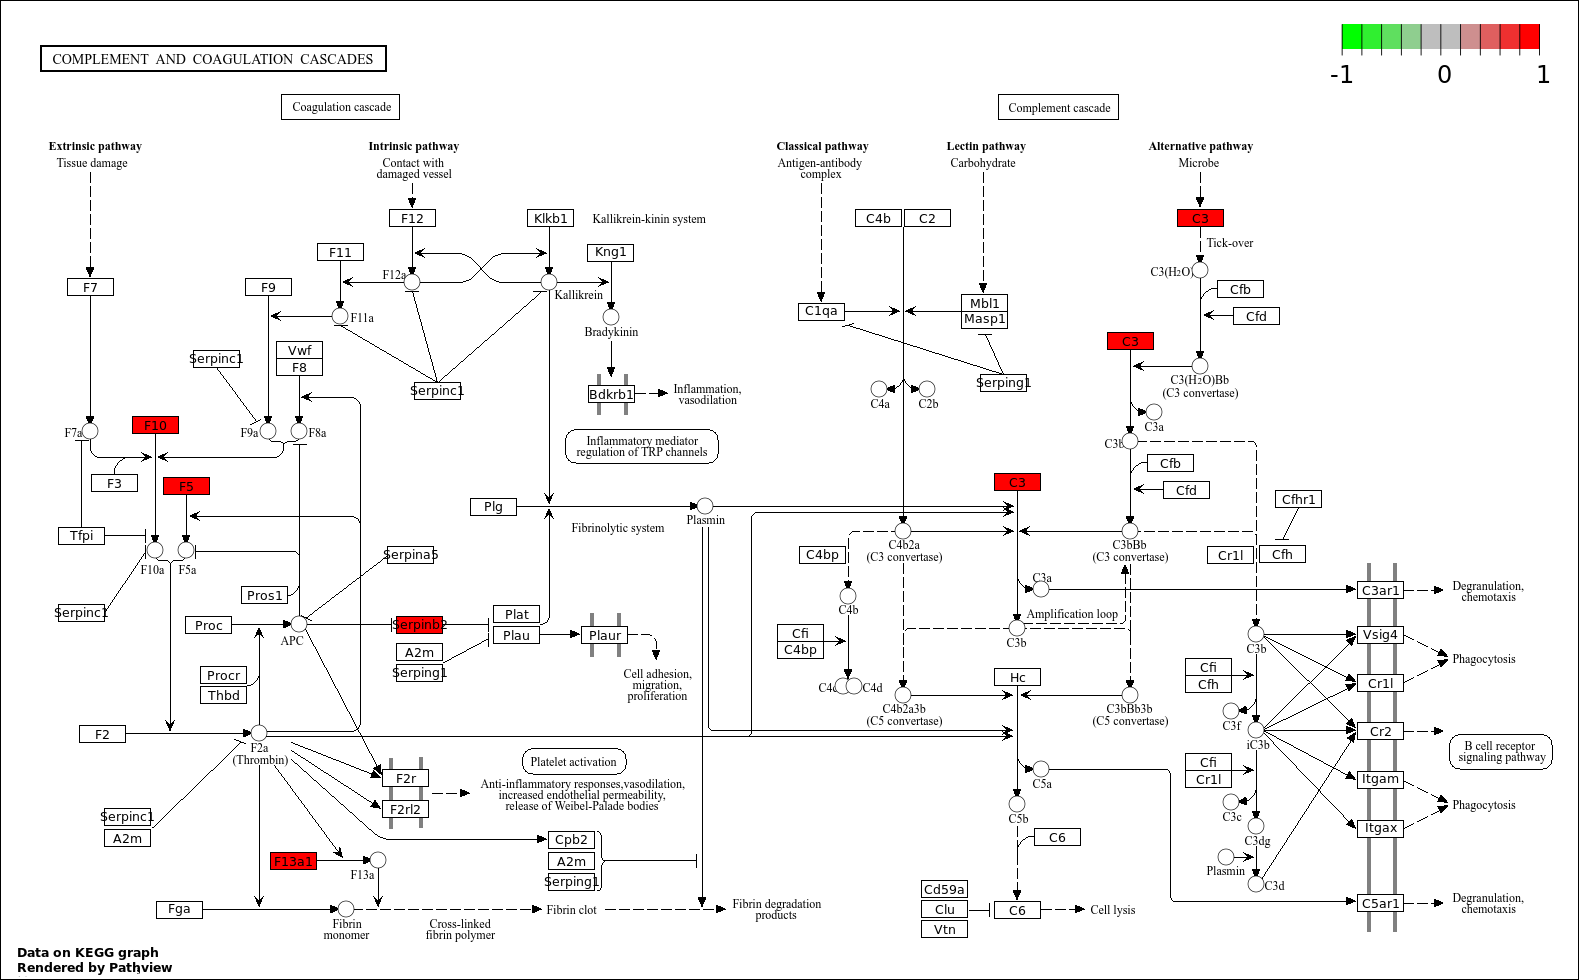 COMPLEMENT AND COAGULATION CASCADES
-1
0
1
Coagulation cascade
Complement cascade
Extrinsic pathway
Tissue damage
Intrinsic pathway
Contact with
damaged vessel
Classical pathway
Antigen-antibody
complex
Lectin pathway
Carbohydrate
Alternative pathway
Microbe
F12
Klkb1
Kallikrein-kinin system
C4b
C2
C3
Tick-over
F11
Kng1
F12a
Kallikrein
C3(H2O)
F7
F9
Cfb
C1qa
Mbl1
Masp1
Cfd
F11a
Bradykinin
Serpinc1
Vwf
F8
C3
C3(H2O)Bb
(C3 convertase)
Serpinc1
Bdkrb1
Inflammation,
vasodilation
Serping1
C4a
C2b
C3a
F7a
F10
F9a
F8a
Inflammatory mediator
regulation of TRP channels
C3b
Cfb
F3
F5
C3
Cfd
Cfhr1
Plg
Plasmin
Fibrinolytic system
Tfpi
C4b2a
(C3 convertase)
C3bBb
(C3 convertase)
C4bp
Cr1l
Cfh
F10a
F5a
Serpina5
C3a
C3ar1
Degranulation,
chemotaxis
Pros1
C4b
Serpinc1
Amplification loop
Proc
APC
Serpinb2
Plat
Plau
Plaur
Cfi
C4bp
C3b
C3b
Vsig4
Phagocytosis
A2m
Serping1
Procr
Thbd
Cell adhesion,
migration,
proliferation
Cfi
Cfh
Cr1l
Hc
C4d
C4b2a3b
(C5 convertase)
C3bBb3b
(C5 convertase)
C3f
F2
F2a
(Thrombin)
iC3b
Cr2
B cell receptor
signaling pathway
Platelet activation
F2r
F2rl2
Anti-inflammatory responses,vasodilation,
increased endothelial permeability,
release of Weibel-Palade bodies
C5a
Cfi
Cr1l
Itgam
Phagocytosis
C3c
Itgax
Serpinc1
A2m
C5b
C6
C3dg
Cpb2
A2m
Serping1
F13a1
F13a
Plasmin
C3d
Fga
Fibrin
monomer
Cross-linked
fibrin polymer
Fibrin clot
Fibrin degradation
products
Cd59a
Clu
Vtn
C6
Cell lysis
C5ar1
Degranulation,
chemotaxis
Data on KEGG graph
Rendered by Pathview